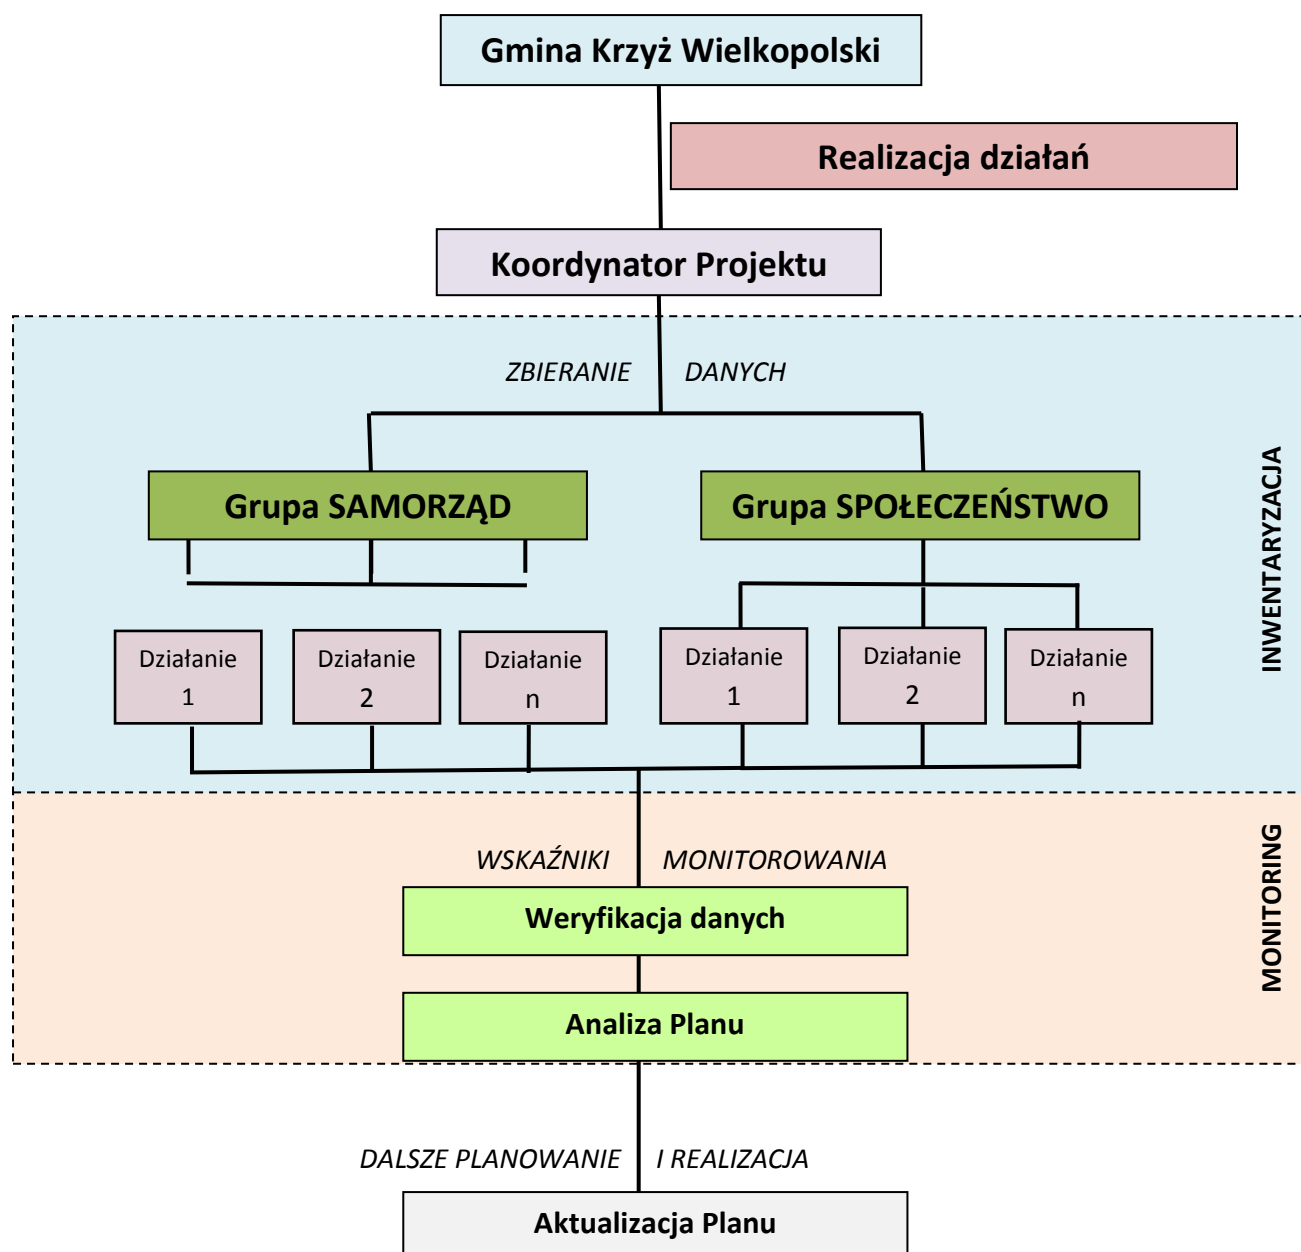 Gmina Krzyż Wielkopolski
Realizacja działań
Koordynator Projektu
ZBIERANIE DANYCH
Grupa SAMORZĄD
Grupa SPOŁECZEŃSTWO
Działanie
1
Działanie
2
Działanie
n
Działanie
1
Działanie
2
Działanie
n
INWENTARYZACJA
WSKAŹNIKI MONITOROWANIA
Weryfikacja danych
Analiza Planu
MONITORING
DALSZE PLANOWANIE I REALIZACJA
Aktualizacja Planu